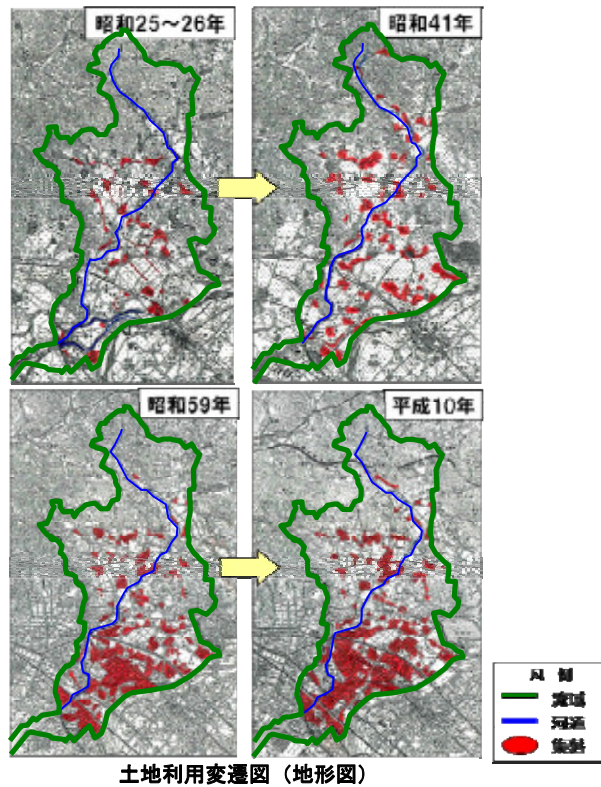 昭和25～26年
昭和41年
昭和59年
平成10年
凡 例
流域
河道
集落
土地利用変遷図（地形図）